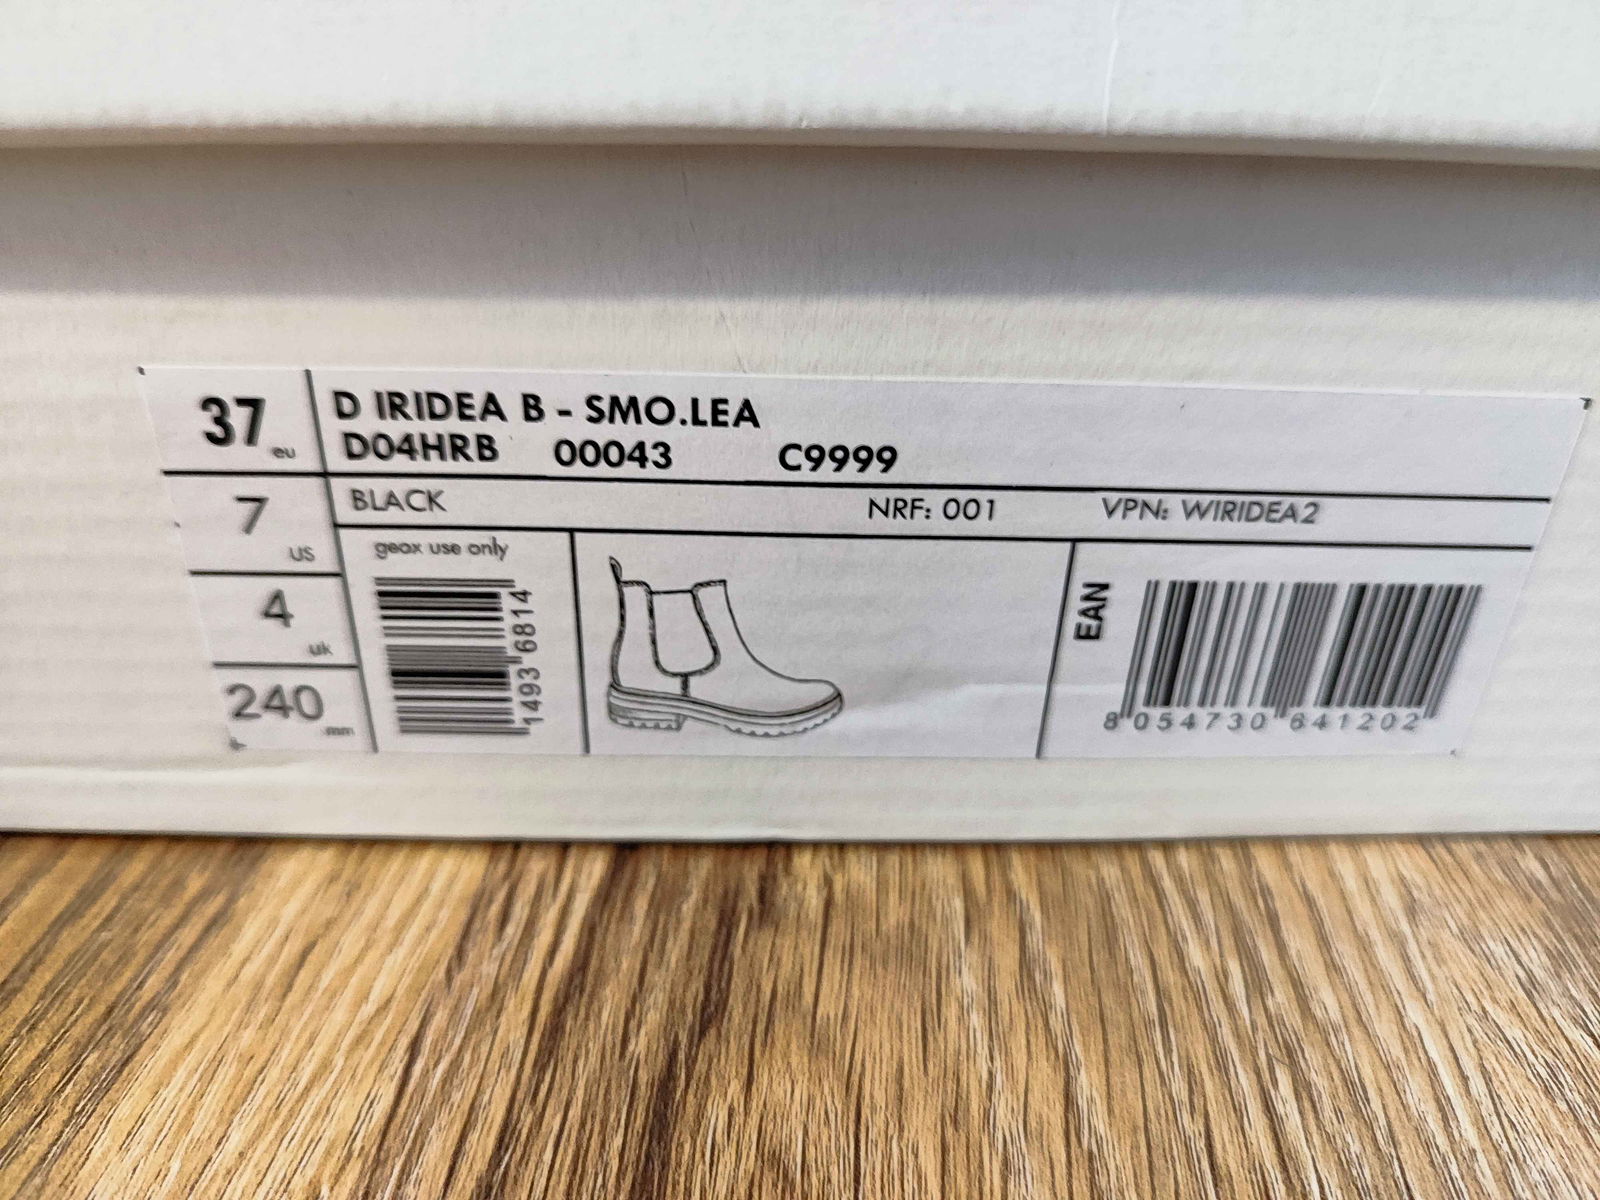 37 eu
D IRIDEA B - SMO.LEA
D04HRB 00043 C9999
7 US
BLACK NRF: 001 VPN: WIRIDEA2
4 uk
240 mm
geox use only
1493 6814
EAN
8 054730 641202